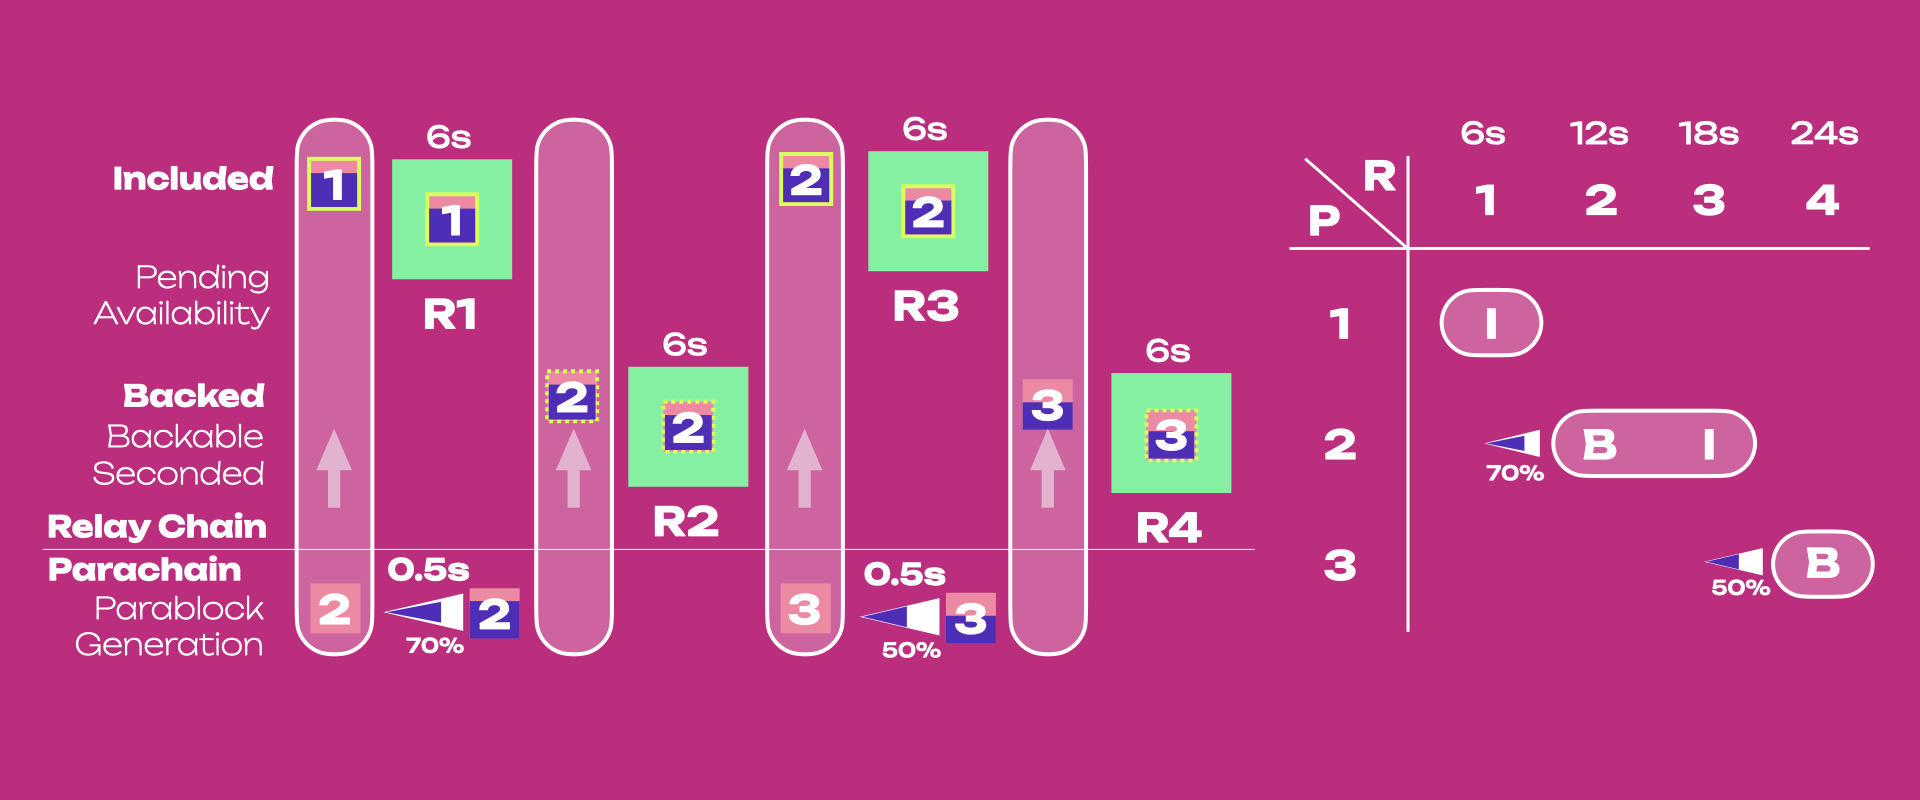 Included
Pending
Availability
Backed
Backable
Seconded
Relay Chain
Parachain
Parablock
Generation
1
2
6s
1
R1
0.5s
2
70%
2
6s
2
R2
2
3
6s
2
R3
0.5s
3
50%
3
6s
3
R4
6s 12s 18s 24s
R
P
1 2 3 4
1
I
2
70%
B I
3
50%
B